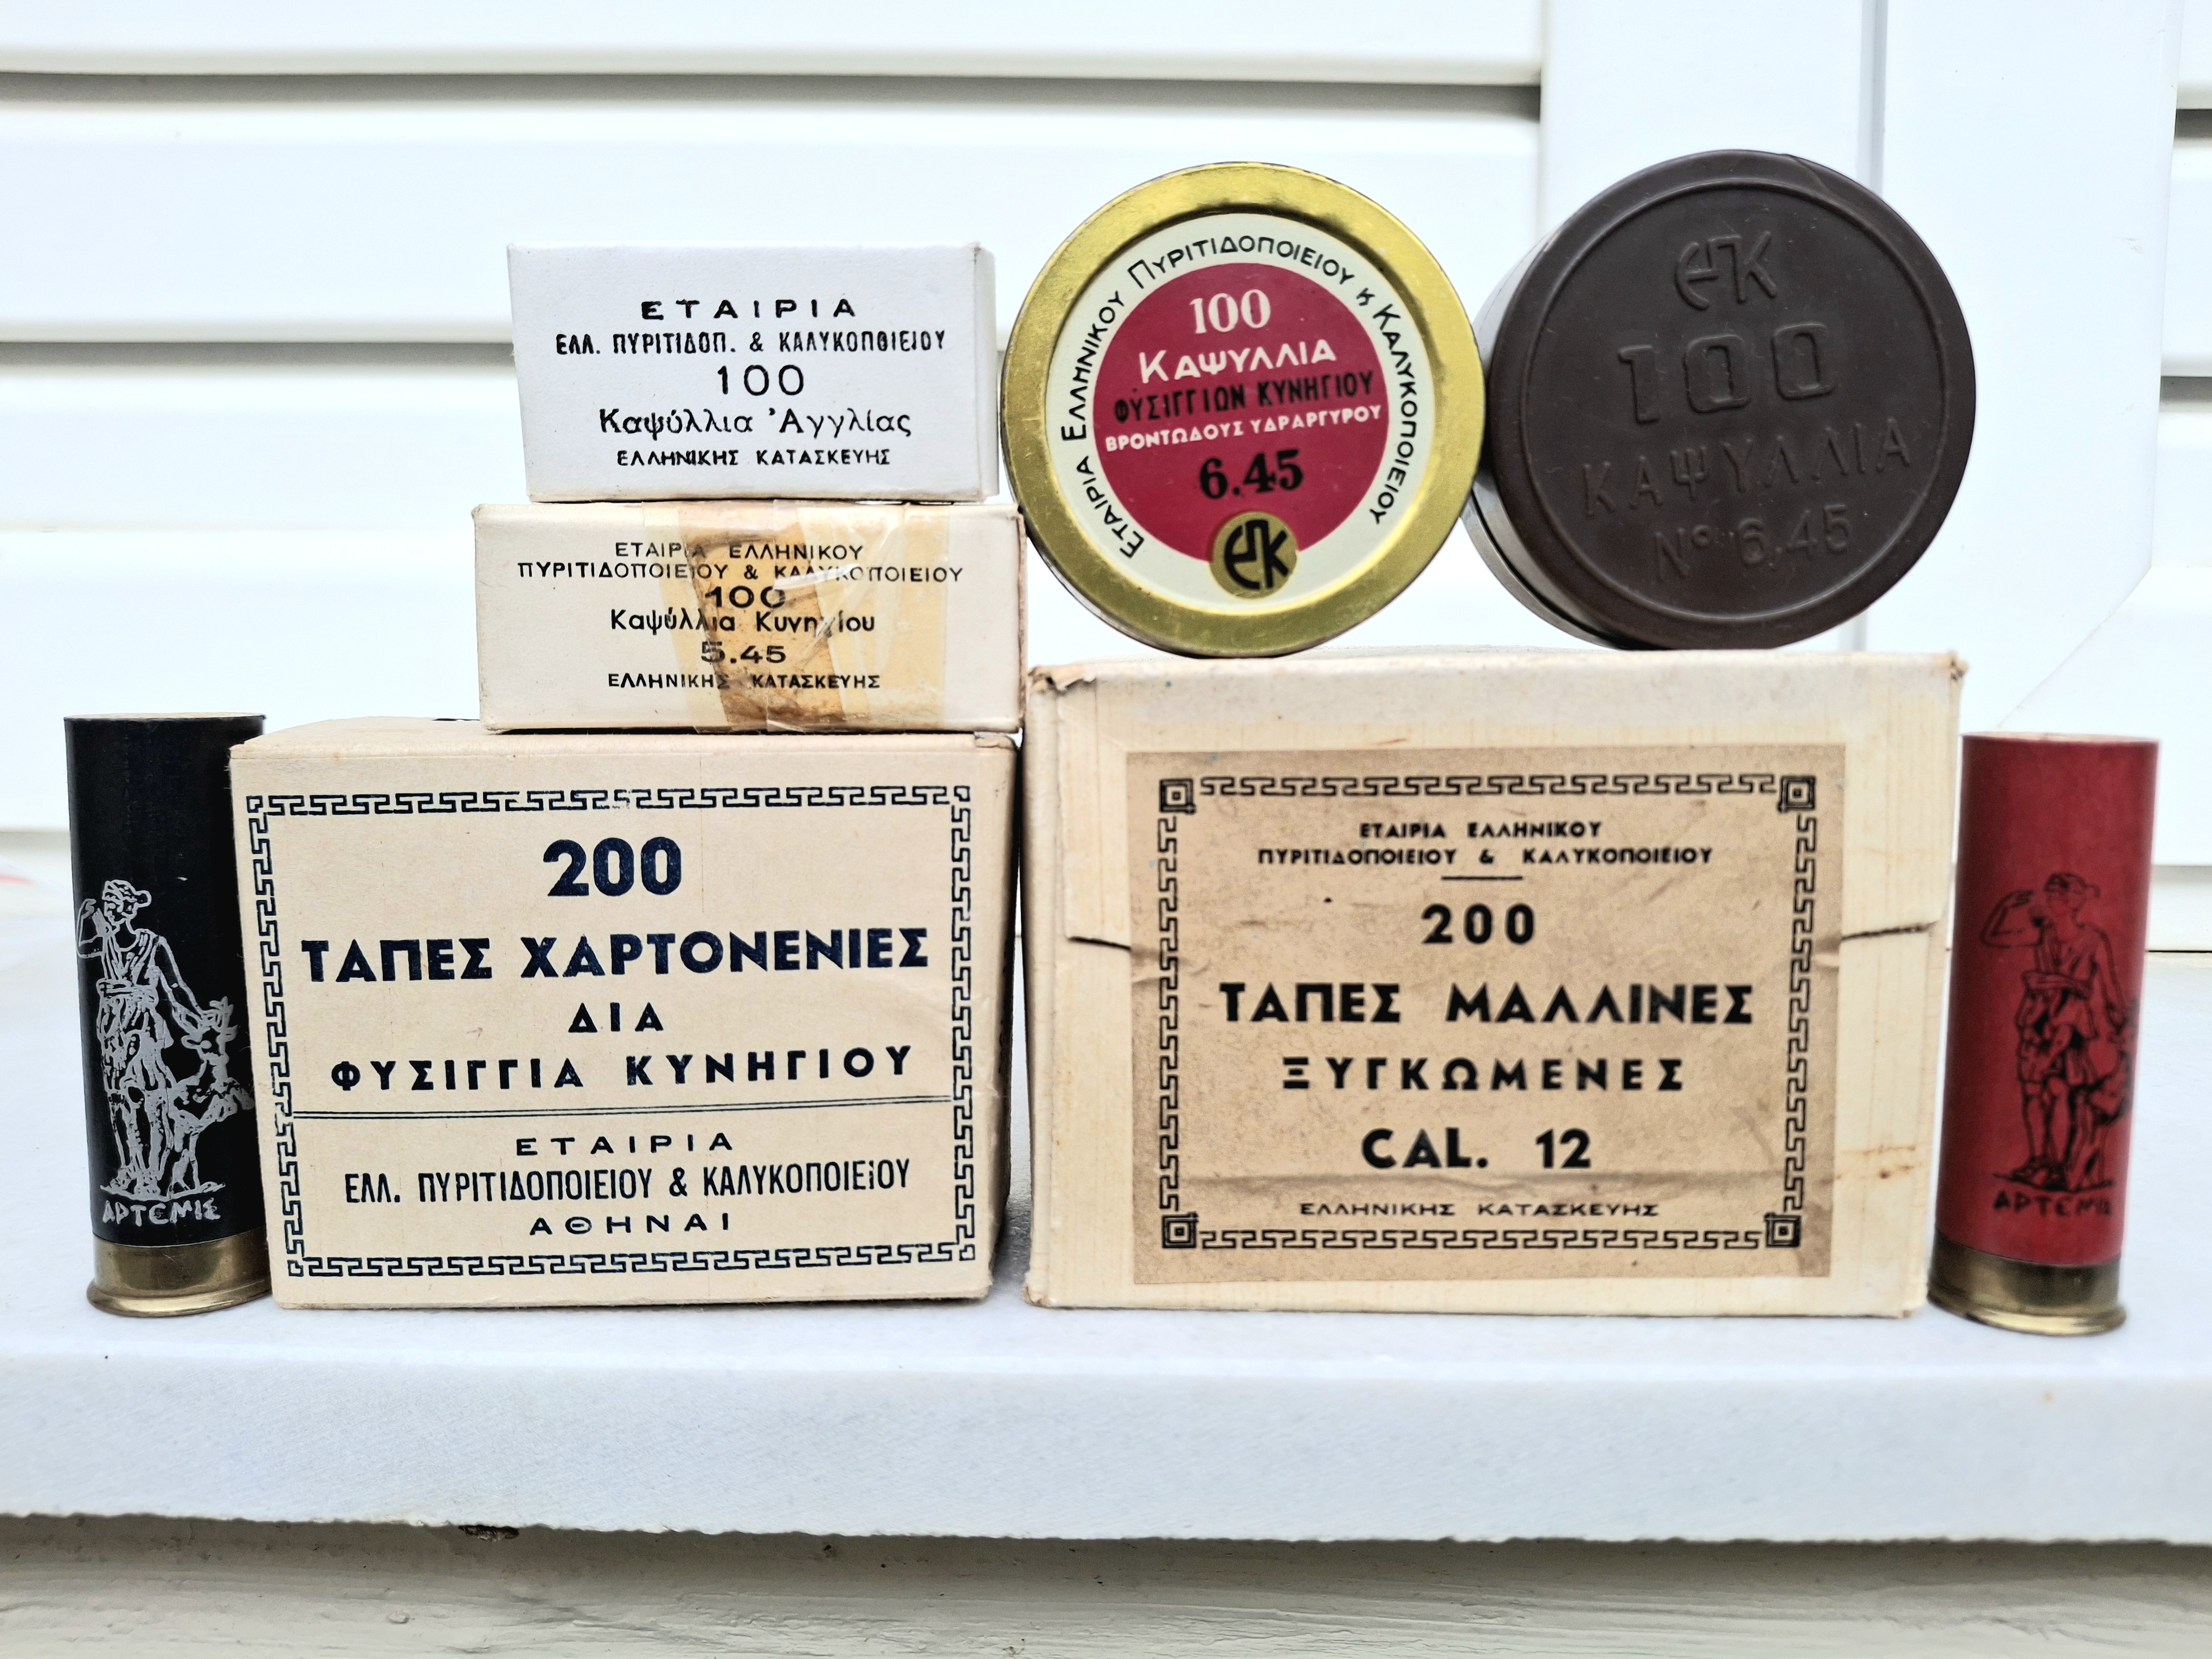 ΕΤΑΙΡΙΑ
ΕΛΛ. ΠΥΡΙΤΙΔΟΠ. & ΚΑΛΥΚΟΠΟΙΕΙΟΥ
100
Καψύλλια Ἀγγλίας
ΕΛΛΗΝΙΚΗΣ ΚΑΤΑΣΚΕΥΗΣ
ΕΤΑΙΡΙΑ ΕΛΛΗΝΙΚΟΥ
ΠΥΡΙΤΙΔΟΠΟΙΕΙΟΥ & ΚΑΛΥΚΟΠΟΙΕΙΟΥ
100
Καψύλλια Κυνηγίου
5.45
ΕΛΛΗΝΙΚΗΣ ΚΑΤΑΣΚΕΥΗΣ
ΕΤΑΙΡΙΑ ΕΛΛΗΝΙΚΟΥ ΠΥΡΙΤΙΔΟΠΟΙΕΙΟΥ ϗ ΚΑΛΥΚΟΠΟΙΕΙΟΥ
100
ΚΑΨΥΛΛΙΑ
ΦΥΣΙΓΓΙΩΝ ΚΥΝΗΓΙΟΥ
ΒΡΟΝΤΩΔΟΥΣ ΥΔΡΑΡΓΥΡΟΥ
6.45
ΕΠΚ
ΕΠΚ
100
ΚΑΨΥΛΛΙΑ
Nº 6.45
ΑΡΤΕΜΙΣ
200
ΤΑΠΕΣ ΧΑΡΤΟΝΕΝΙΕΣ
ΔΙΑ
ΦΥΣΙΓΓΙΑ ΚΥΝΗΓΙΟΥ
ΕΤΑΙΡΙΑ
ΕΛΛ. ΠΥΡΙΤΙΔΟΠΟΙΕΙΟΥ & ΚΑΛΥΚΟΠΟΙΕΙΟΥ
ΑΘΗΝΑΙ
ΕΤΑΙΡΙΑ ΕΛΛΗΝΙΚΟΥ
ΠΥΡΙΤΙΔΟΠΟΙΕΙΟΥ & ΚΑΛΥΚΟΠΟΙΕΙΟΥ
200
ΤΑΠΕΣ ΜΑΛΛΙΝΕΣ
ΞΥΓΚΩΜΕΝΕΣ
CAL. 12
ΕΛΛΗΝΙΚΗΣ ΚΑΤΑΣΚΕΥΗΣ
ΑΡΤΕΜΙΣ